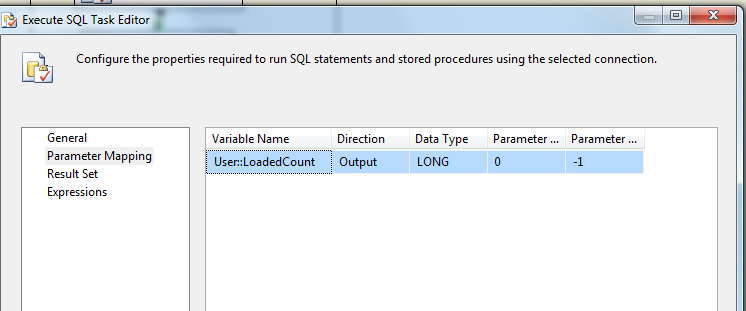 Execute SQL Task Editor
Configure the properties required to run SQL statements and stored procedures using the selected connection.
General
Parameter Mapping
Result Set
Expressions
Variable Name Direction Data Type Parameter ... Parameter ...
User::LoadedCount Output LONG 0 -1